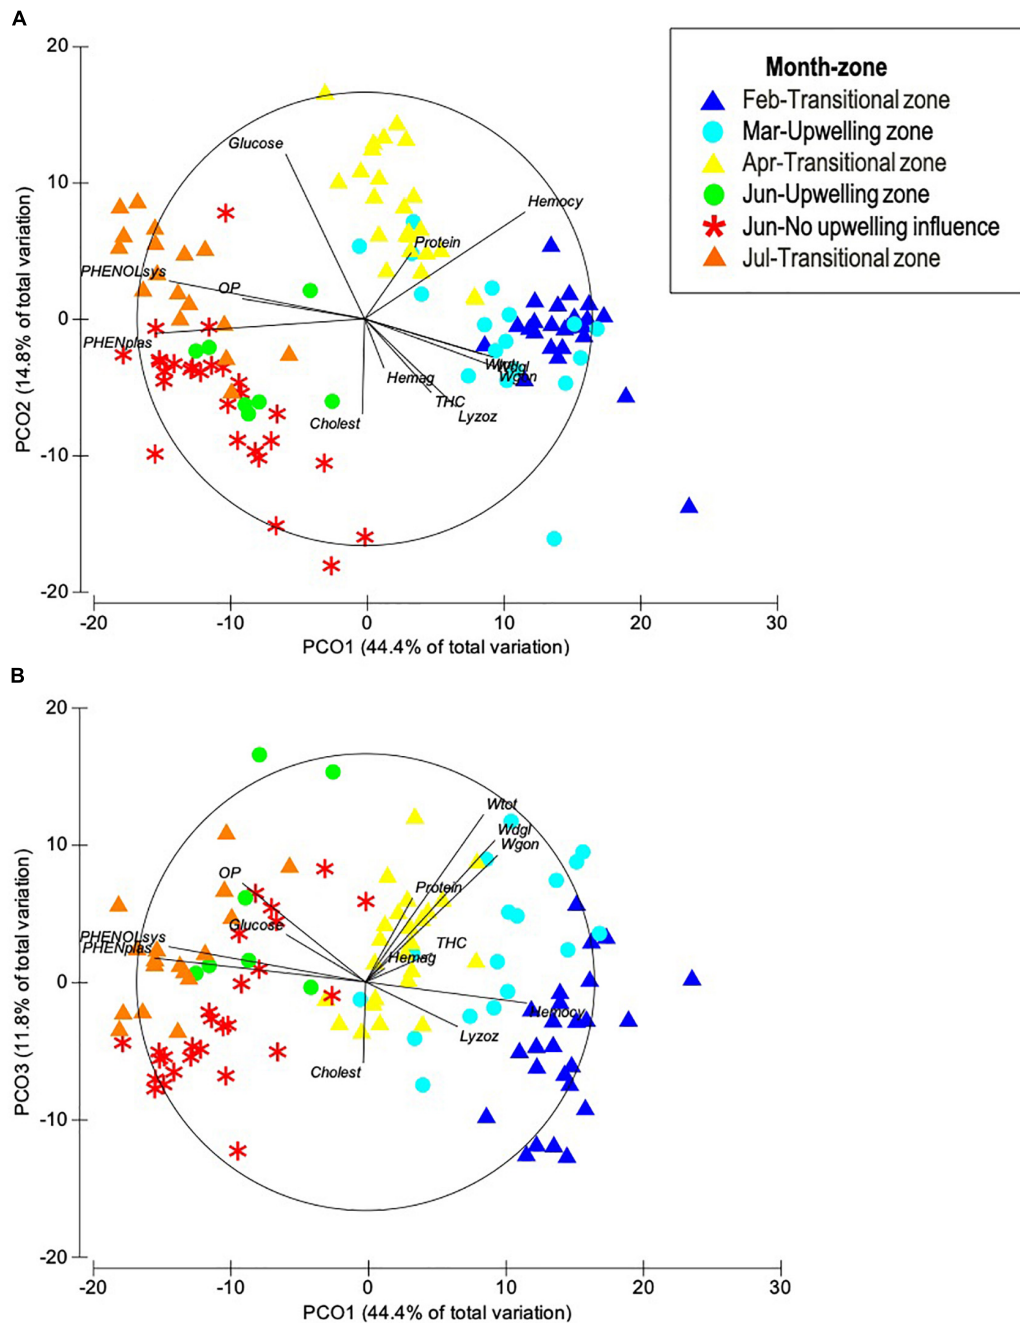 A
20
10
0
-10
-20
PCO2 (14.8% of total variation)
Glucose
Hemocy
Protein
PHENOLsys
OP
PHENplas
Wdgl
Wgon
Hemag
THC
Lyzoz
Cholest
-20
-10
0
10
20
30
PCO1 (44.4% of total variation)
Month-zone
Feb-Transitional zone
Mar-Upwelling zone
Apr-Transitional zone
Jun-Upwelling zone
Jun-No upwelling influence
Jul-Transitional zone
B
20
10
0
-10
-20
PCO3 (11.8% of total variation)
Wtot
Wdgl
Wgon
OP
Protein
Glucose
PHENOLsys
PHENplas
THC
Hemag
Hemocy
Lyzoz
Cholest
-20
-10
0
10
20
30
PCO1 (44.4% of total variation)